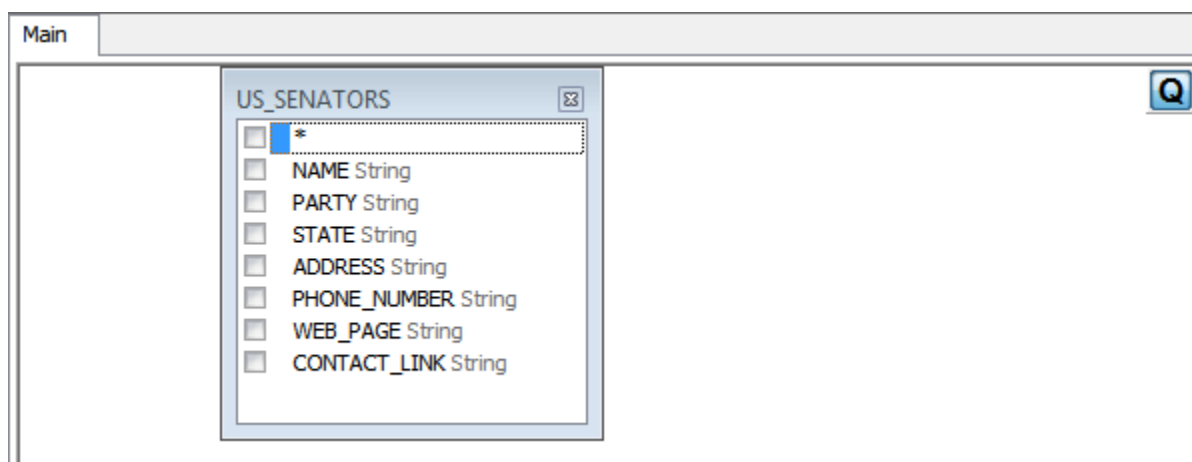 Main
US_SENATORS
*
NAME String
PARTY String
STATE String
ADDRESS String
PHONE_NUMBER String
WEB_PAGE String
CONTACT_LINK String
Q